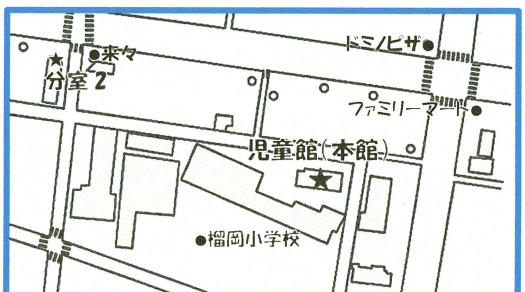 ドミノピザ
来々
分室2
ファミリーマート
児童館(本館)
榴岡小学校